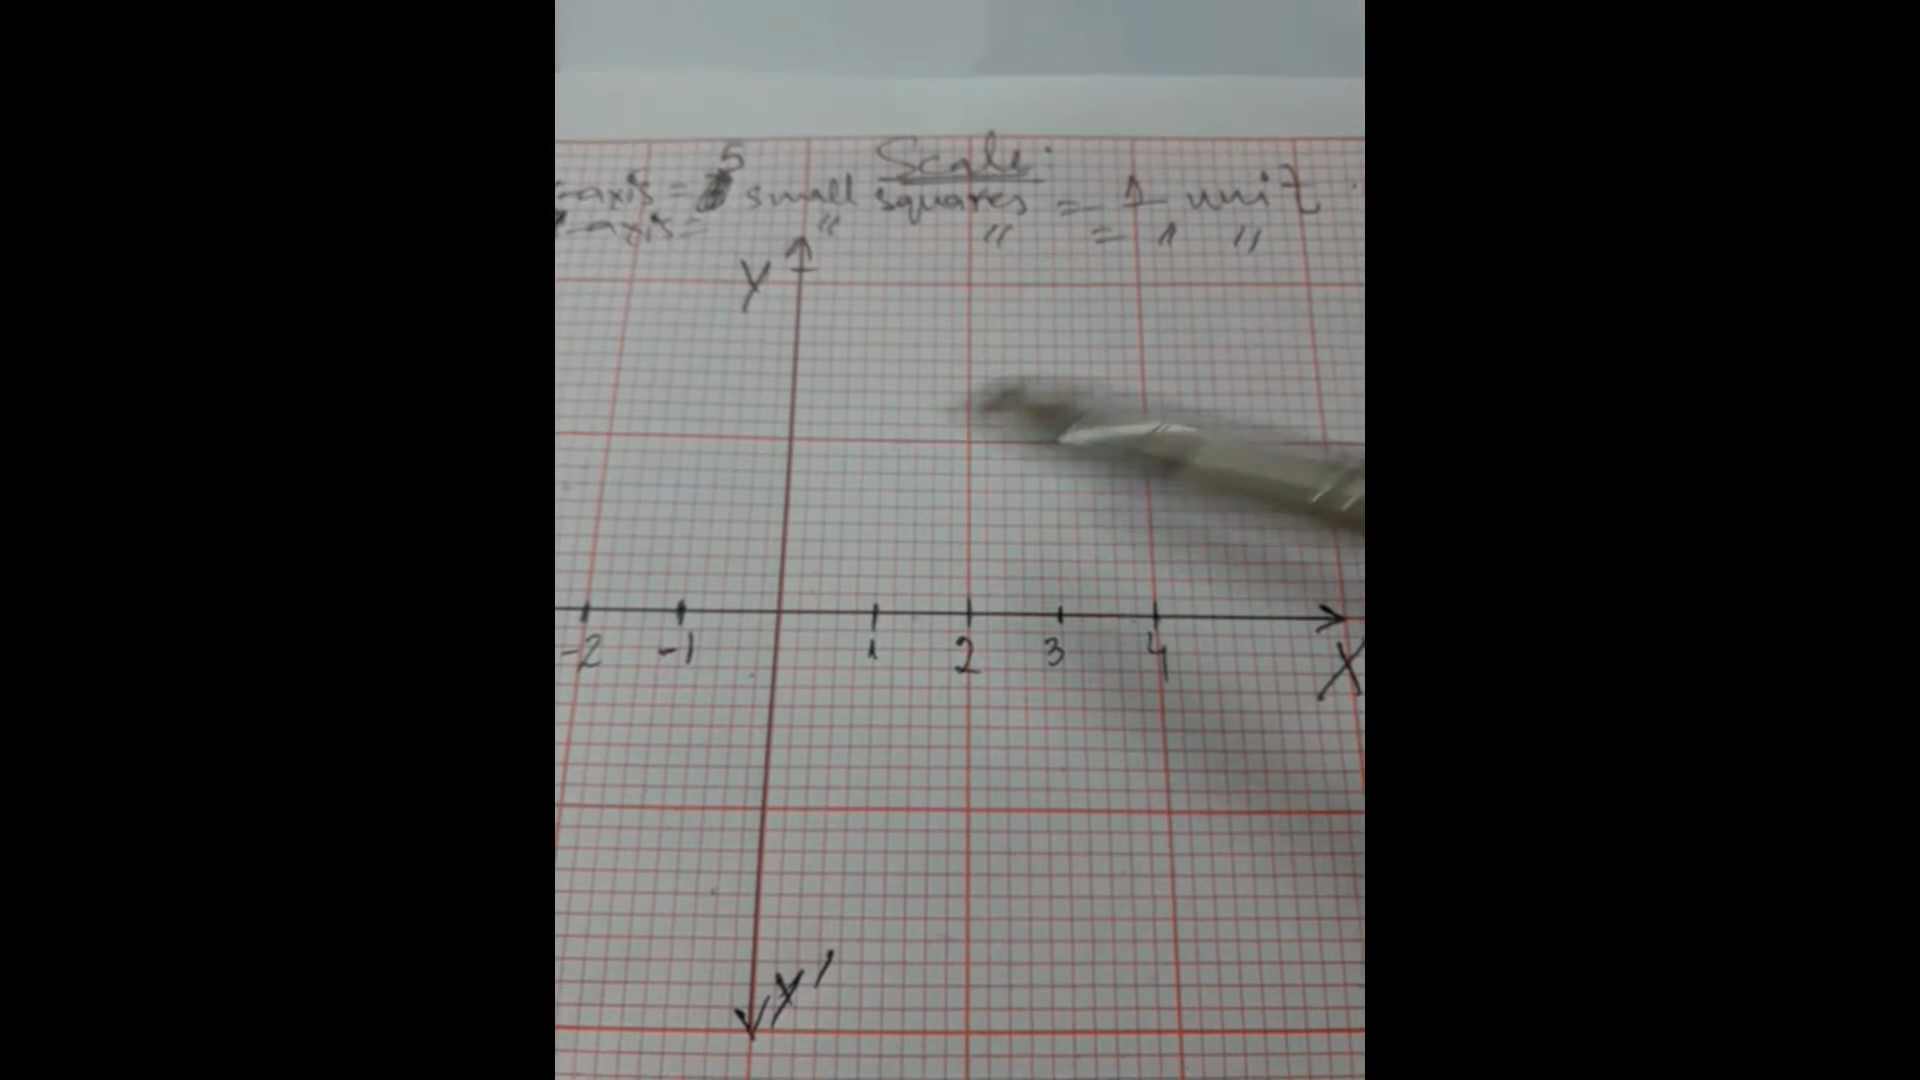 Scale
-axis = 5 small squares = 1 unit
-axis = " " = 1 "
Y
-2 -1 1 2 3 4
X
Y'